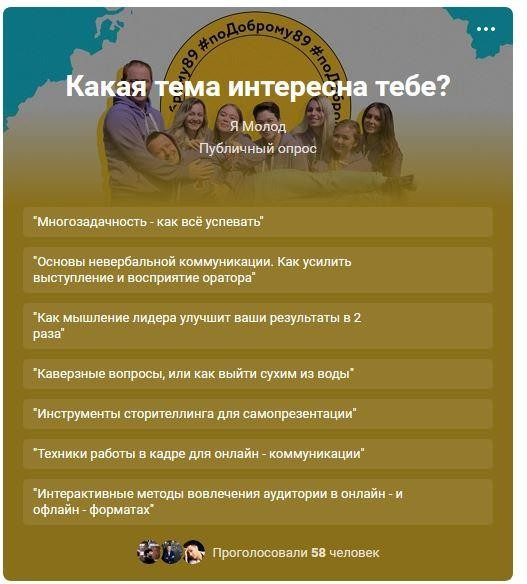 #поДоброму89 #поДоброму89
Какая тема интересна тебе?
Я Молод
Публичный опрос
"Многозадачность - как всё успевать"
"Основы невербальной коммуникации. Как усилить
выступление и восприятие оратора"
"Как мышление лидера улучшит ваши результаты в 2
раза"
"Каверзные вопросы, или как выйти сухим из воды"
"Инструменты сторителлинга для самопрезентации"
"Техники работы в кадре для онлайн - коммуникации"
"Интерактивные методы вовлечения аудитории в онлайн - и
офлайн - форматах"
Проголосовали 58 человек